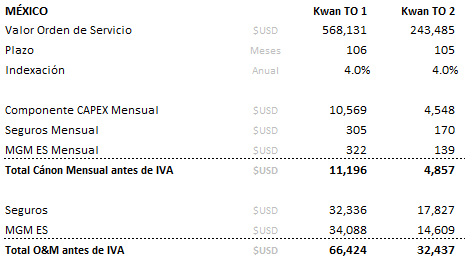 MÉXICO Kwan TO 1 Kwan TO 2
Valor Orden de Servicio $USD 568,131 243,485
Plazo Meses 106 105
Indexación Anual 4.0% 4.0%
Componente CAPEX Mensual $USD 10,569 4,548
Seguros Mensual $USD 305 170
MGM ES Mensual $USD 322 139
Total Cánon Mensual antes de IVA $USD 11,196 4,857
Seguros $USD 32,336 17,827
MGM ES $USD 34,088 14,609
Total O&M antes de IVA $USD 66,424 32,437